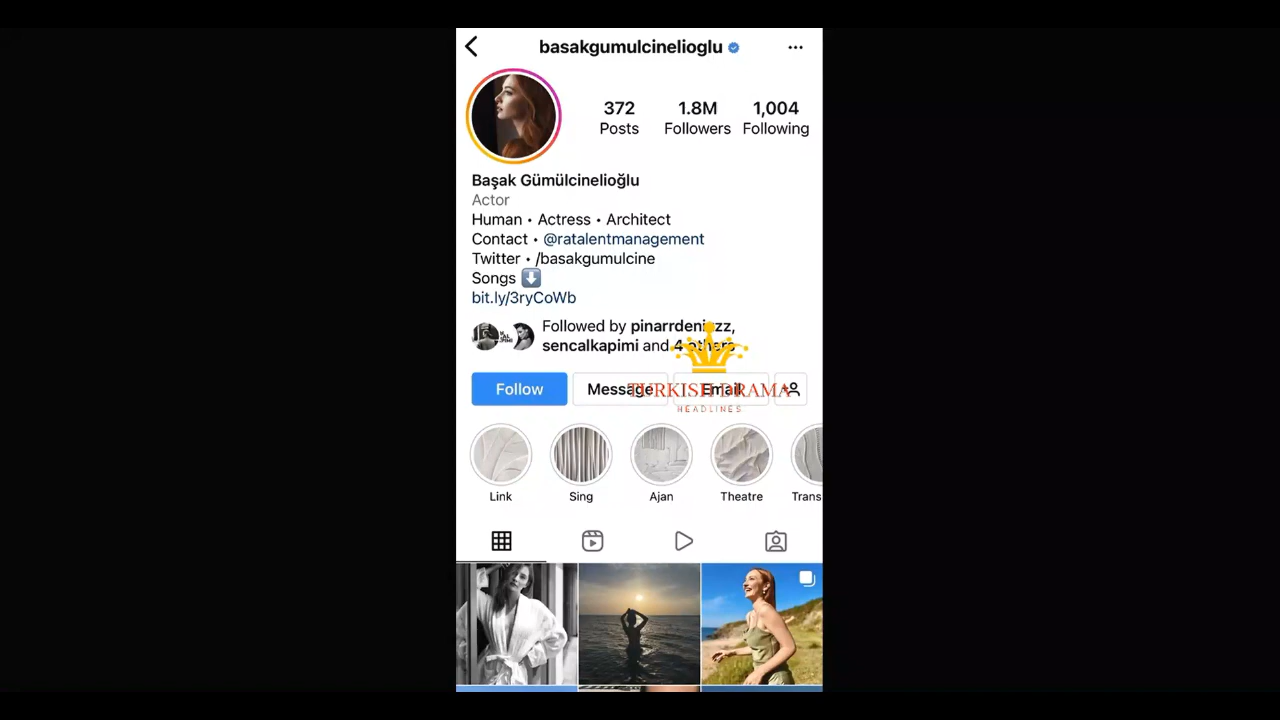 basakgumulcinelioglu
372 1.8M 1,004
Posts Followers Following
Başak Gümülcinelioğlu
Actor
Human • Actress • Architect
Contact • @ratalentmanagement
Twitter • /basakgumulcine
Songs
bit.ly/3ryCoWb
Followed by pinarrdenizz,
sencalkapimi and 4 others
Follow Message Email
TURKISH DRAMA
HEADLINES
Link Sing Ajan Theatre Trans